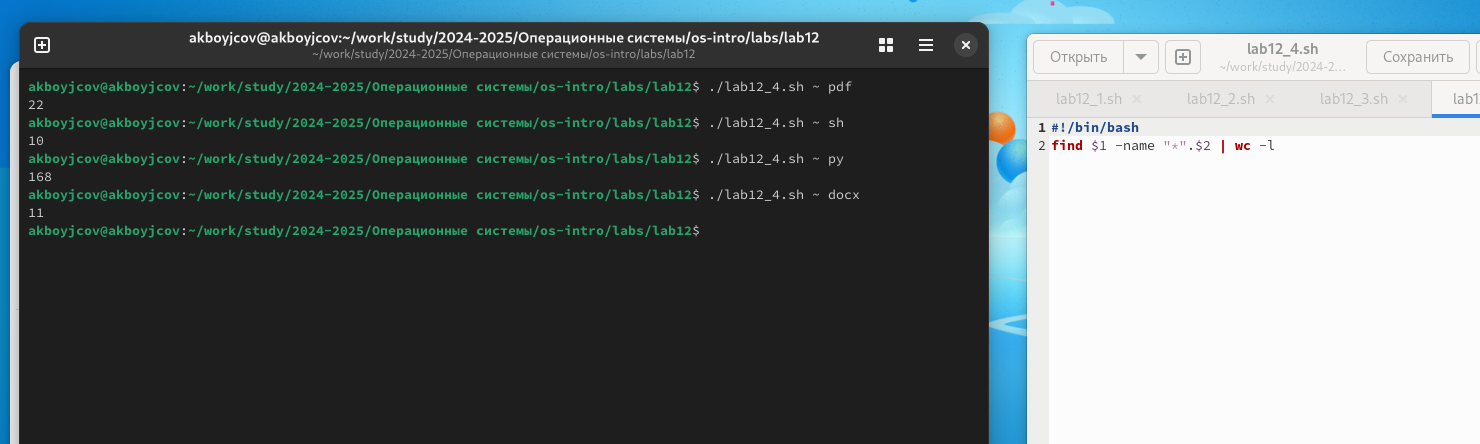 akboyjcov@akboyjcov:~/work/study/2024-2025/Операционные системы/os-intro/labs/lab12
~/work/study/2024-2025/Операционные системы/os-intro/labs/lab12
akboyjcov@akboyjcov:~/work/study/2024-2025/Операционные системы/os-intro/labs/lab12$ ./lab12_4.sh ~ pdf
22
akboyjcov@akboyjcov:~/work/study/2024-2025/Операционные системы/os-intro/labs/lab12$ ./lab12_4.sh ~ sh
10
akboyjcov@akboyjcov:~/work/study/2024-2025/Операционные системы/os-intro/labs/lab12$ ./lab12_4.sh ~ py
168
akboyjcov@akboyjcov:~/work/study/2024-2025/Операционные системы/os-intro/labs/lab12$ ./lab12_4.sh ~ docx
11
akboyjcov@akboyjcov:~/work/study/2024-2025/Операционные системы/os-intro/labs/lab12$
Открыть lab12_4.sh Сохранить
~/work/study/2024-2…
lab12_1.sh lab12_2.sh lab12_3.sh
1 #!/bin/bash
2 find $1 -name "*".$2 | wc -l